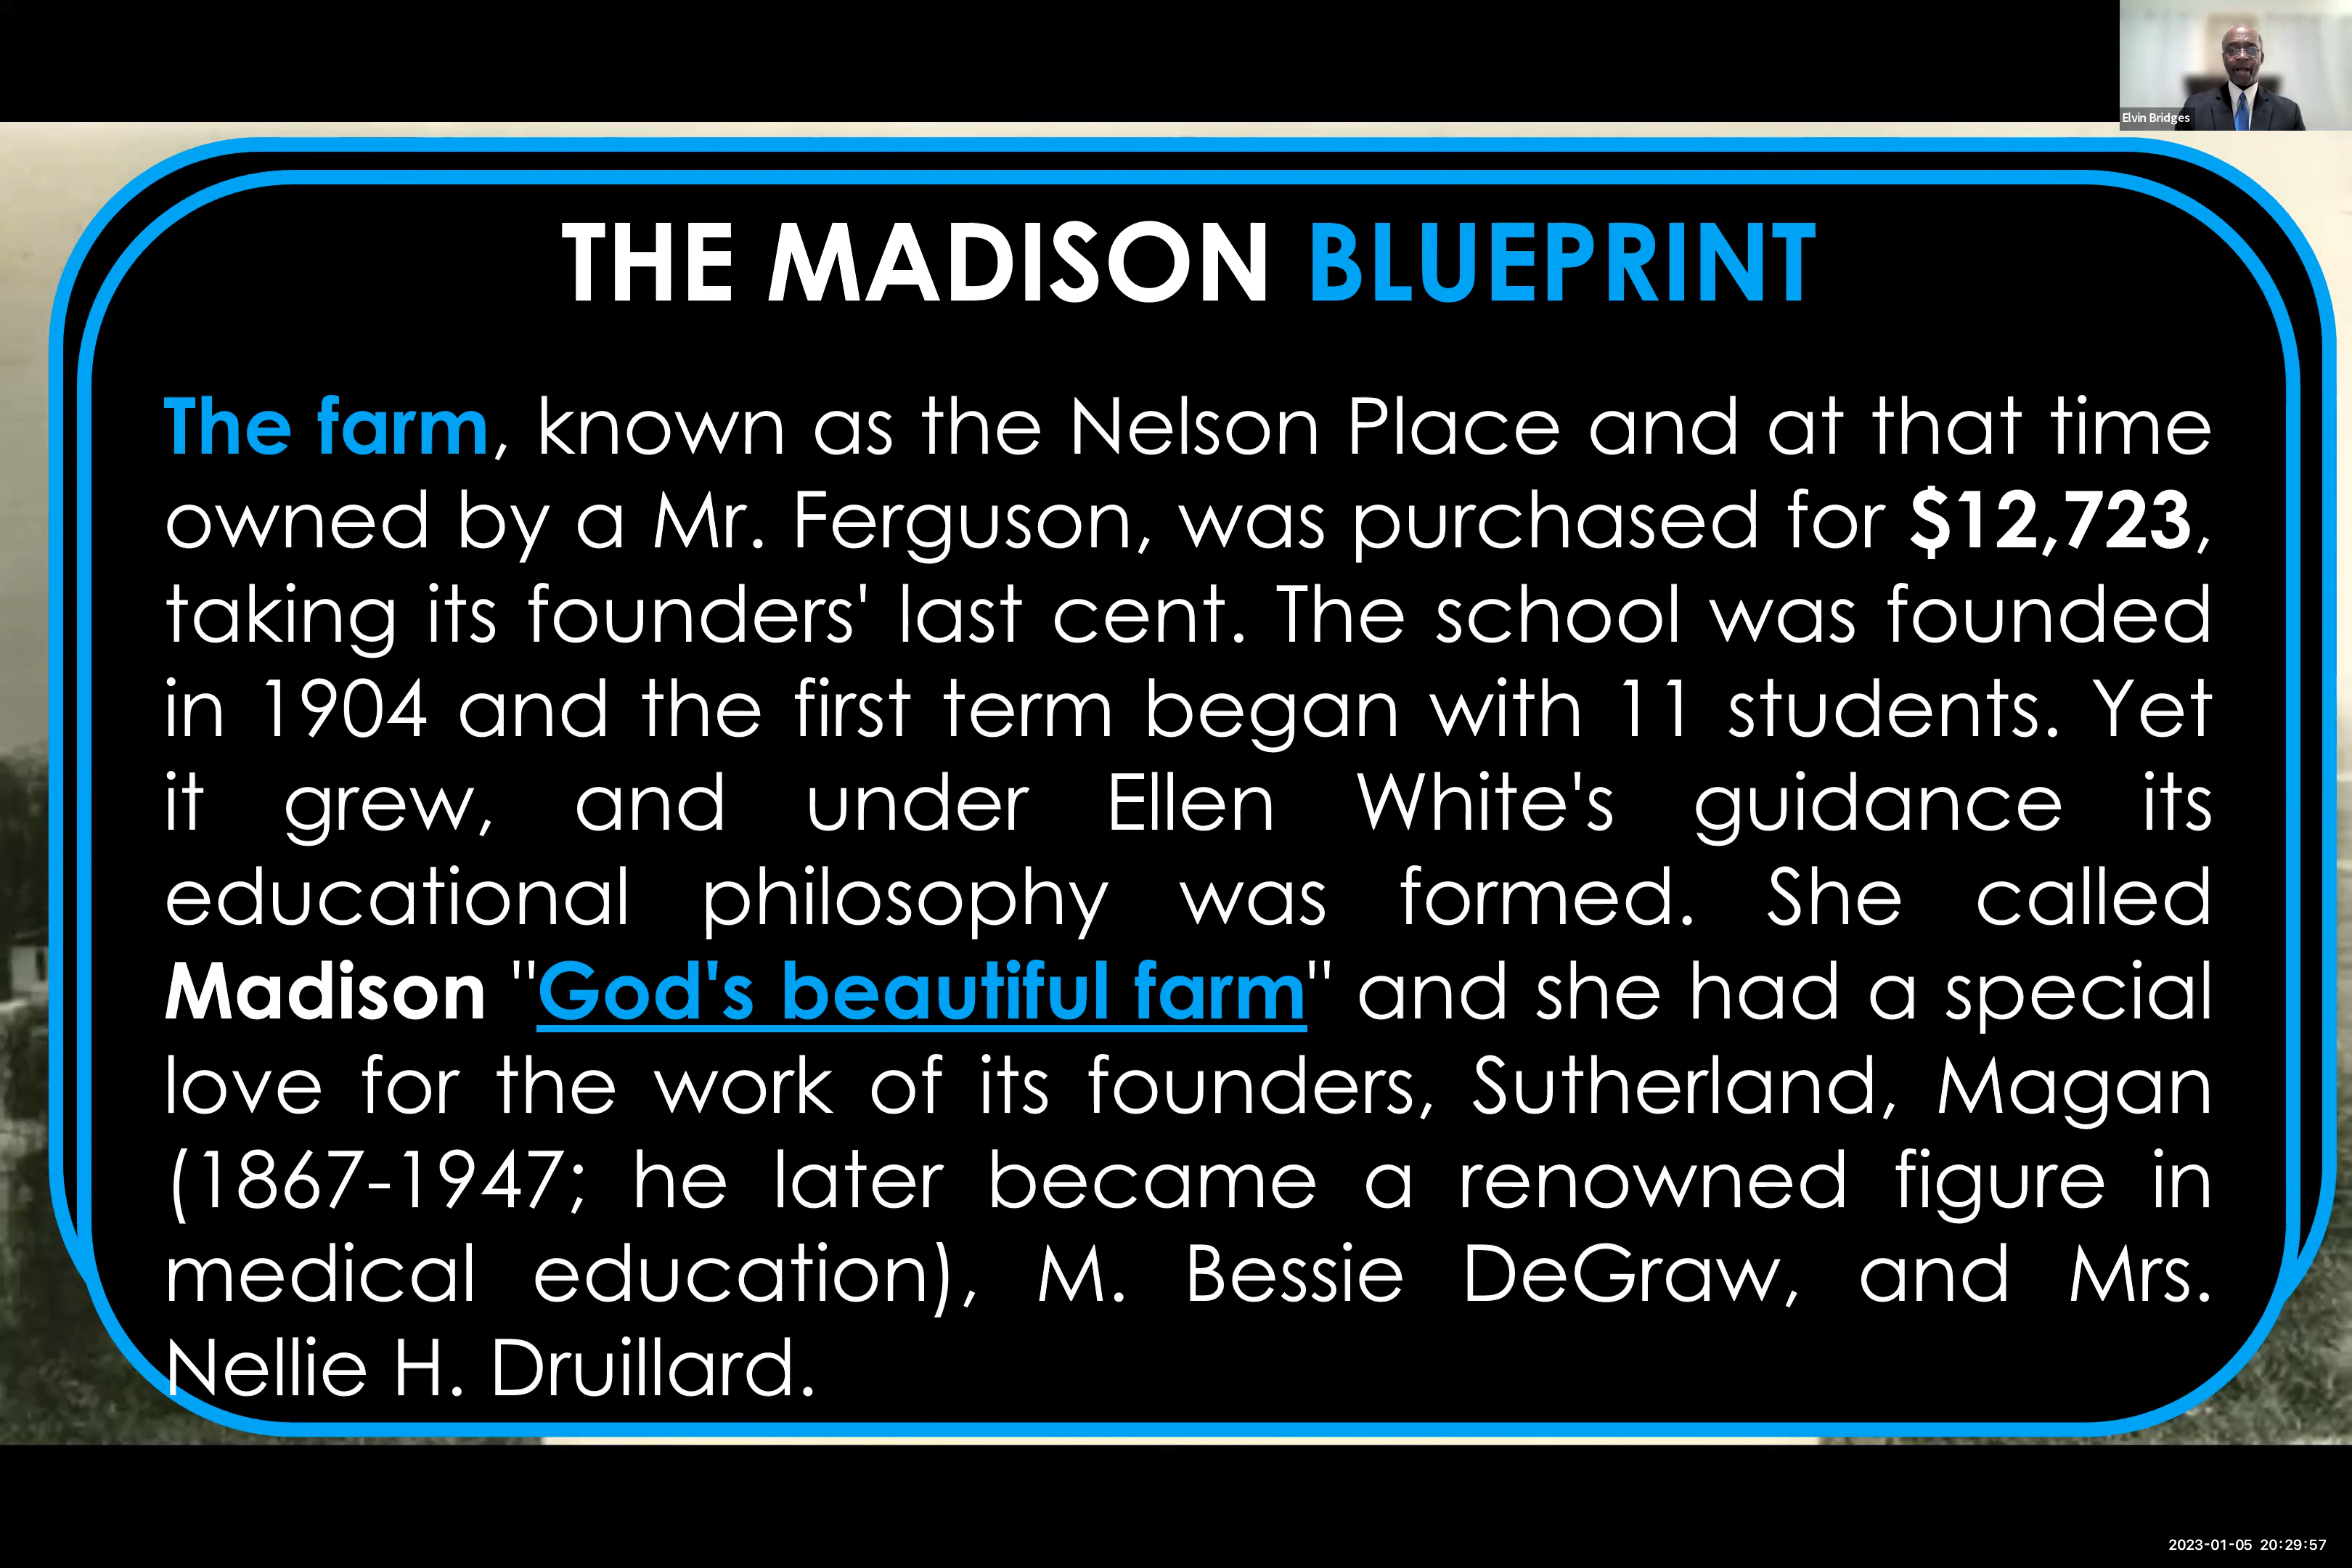 Elvin Bridges
THE MADISON BLUEPRINT
The farm, known as the Nelson Place and at that time
owned by a Mr. Ferguson, was purchased for $12,723,
taking its founders' last cent. The school was founded
in 1904 and the first term began with 11 students. Yet
it grew, and under Ellen White's guidance its
educational philosophy was formed. She called
Madison "God's beautiful farm" and she had a special
love for the work of its founders, Sutherland, Magan
(1867-1947; he later became a renowned figure in
medical education), M. Bessie DeGraw, and Mrs.
Nellie H. Druillard.
2023-01-05 20:29:57